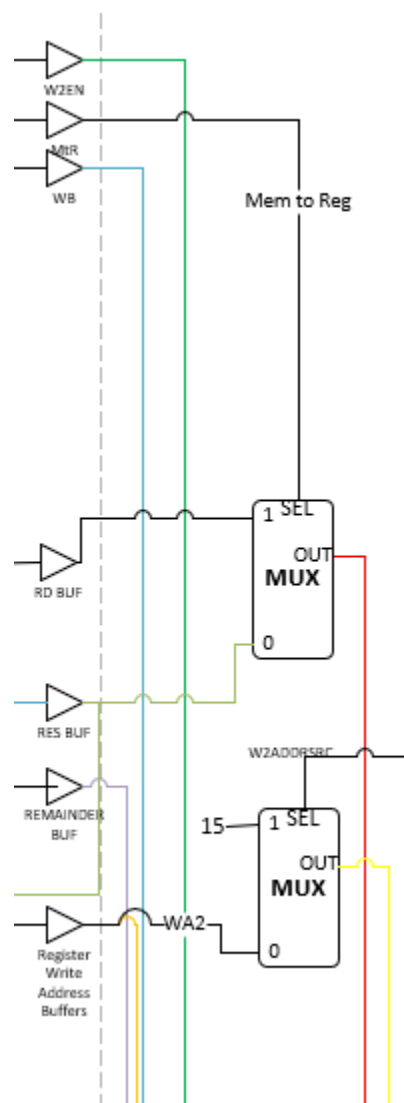 W2EN
MtR
WB
Mem to Reg
1 SEL
OUT
MUX
0
RD BUF
RES BUF
W2ADDRSRC
REMAINDER
BUF
15
1 SEL
OUT
MUX
0
WA2
Register
Write
Address
Buffers